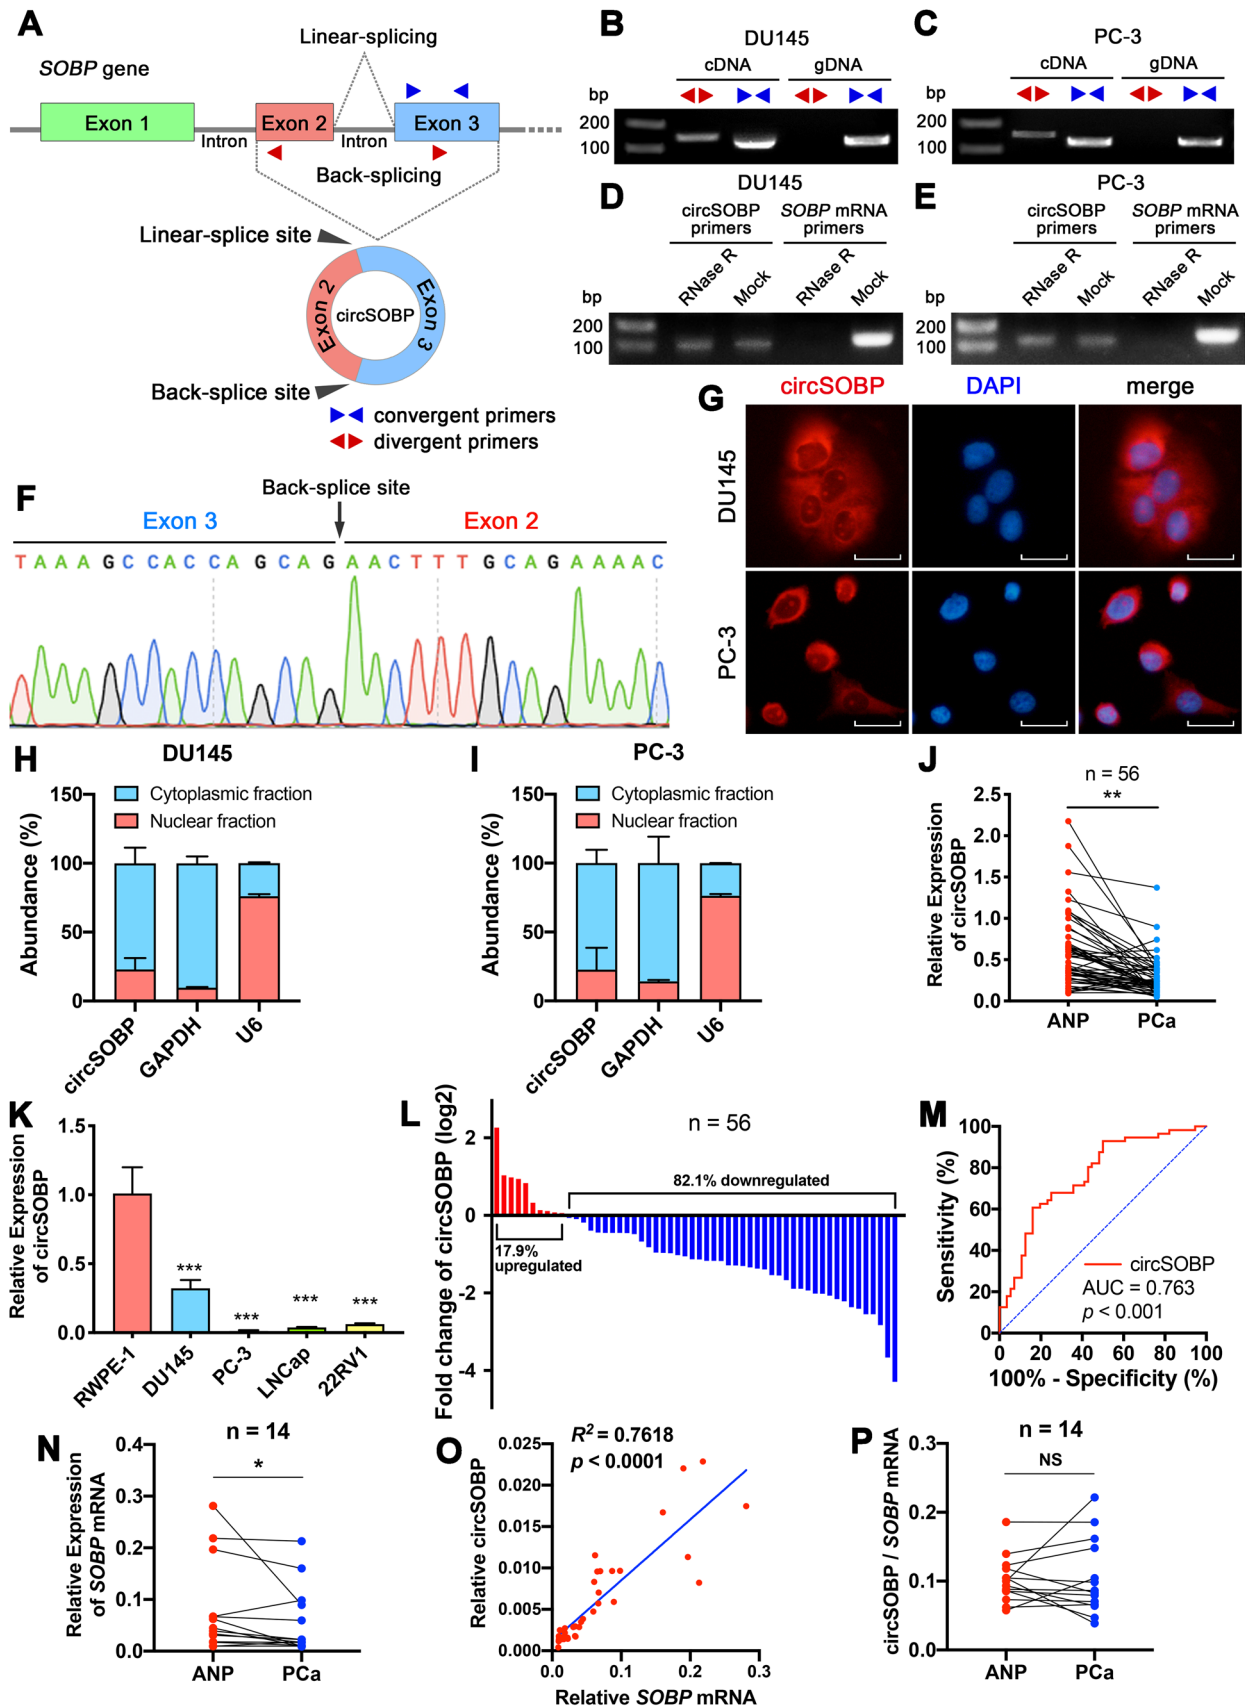 A
Linear-splicing
SOBP gene
Exon 1
Exon 2
Exon 3
Intron
Intron
Back-splicing
Linear-splice site
Exon 2
circSOBP
Exon 3
Back-splice site
convergent primers
divergent primers
B
DU145
cDNA
gDNA
bp
200
100
C
PC-3
cDNA
gDNA
bp
200
100
D
DU145
circSOBP primers
SOBP mRNA primers
RNase R
Mock
RNase R
Mock
bp
200
100
E
PC-3
circSOBP primers
SOBP mRNA primers
RNase R
Mock
RNase R
Mock
bp
200
100
F
Back-splice site
Exon 3
Exon 2
T A A A G C C A C C A G C A G A A C T T T G C A G A A A A C
G
circSOBP
DAPI
merge
DU145
PC-3
H
DU145
Cytoplasmic fraction
Nuclear fraction
Abundance (%)
150
100
50
0
circSOBP
GAPDH
U6
I
PC-3
Cytoplasmic fraction
Nuclear fraction
Abundance (%)
150
100
50
0
circSOBP
GAPDH
U6
J
n = 56
**
Relative Expression
of circSOBP
2.5
2.0
1.5
1.0
0.5
0.0
ANP
PCa
K
Relative Expression
of circSOBP
1.5
1.0
0.5
0.0
***
***
***
***
RWPE-1
DU145
PC-3
LNCap
22RV1
L
Fold change of circSOBP (log2)
n = 56
2
0
-2
-4
82.1% downregulated
17.9%
upregulated
M
Sensitivity (%)
100
80
60
40
20
0
circSOBP
AUC = 0.763
p < 0.001
0 20 40 60 80 100
100% - Specificity (%)
N
n = 14
*
Relative Expression
of SOBP mRNA
0.4
0.3
0.2
0.1
0.0
ANP
PCa
O
R² = 0.7618
p < 0.0001
Relative circSOBP
0.025
0.020
0.015
0.010
0.005
0.000
0.0 0.1 0.2 0.3
Relative SOBP mRNA
P
n = 14
NS
circSOBP / SOBP mRNA
0.3
0.2
0.1
0.0
ANP
PCa